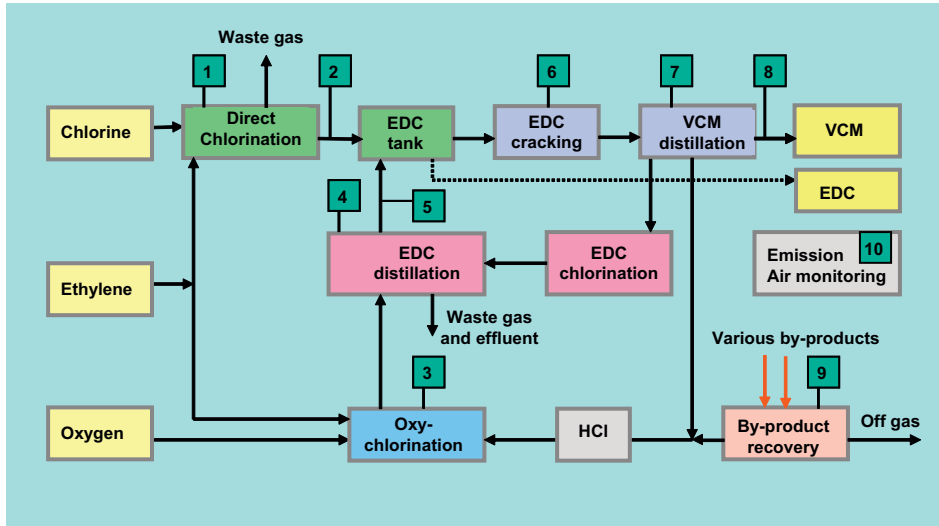 Waste gas
1
2
6
7
8
Chlorine
Direct
Chlorination
EDC
tank
EDC
cracking
VCM
distillation
VCM
EDC
4
5
EDC
distillation
EDC
chlorination
Emission
Air monitoring
10
Ethylene
Waste gas
and effluent
Various by-products
3
9
Oxygen
Oxy-
chlorination
HCl
By-product
recovery
Off gas